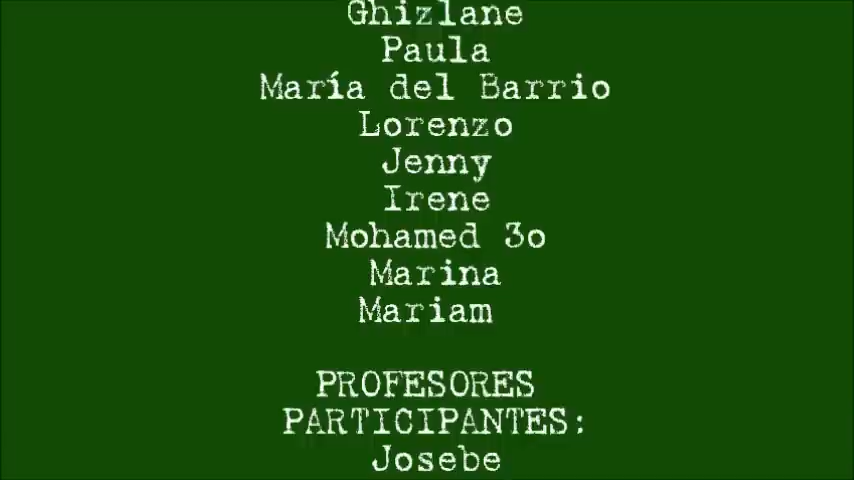 Ghizlane
Paula
María del Barrio
Lorenzo
Jenny
Irene
Mohamed 3o
Marina
Mariam
PROFESORES
PARTICIPANTES:
Josebe